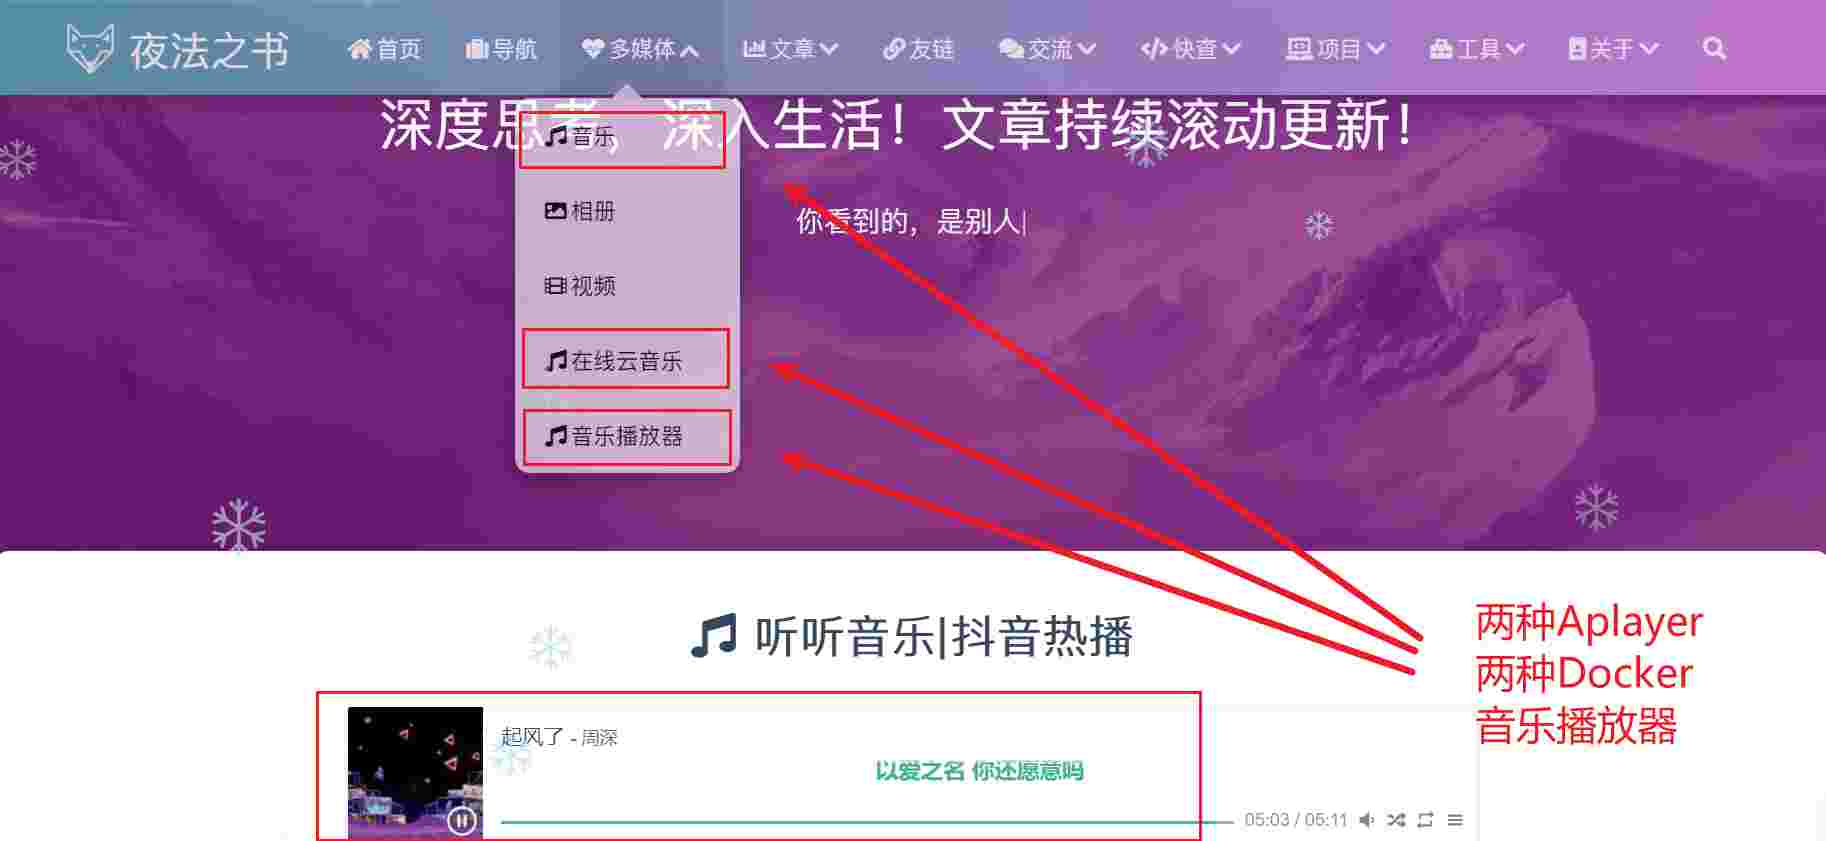 夜法之书
首页 导航 多媒体 文章 友链 交流 快查 项目 工具 关于
深度思考，深入生活！文章持续滚动更新！
音乐
相册
你看到的，是别人|
视频
在线云音乐
音乐播放器
听听音乐|抖音热播
两种Aplayer
两种Docker
音乐播放器
起风了 - 周深
以爱之名 你还愿意吗
05:03 / 05:11